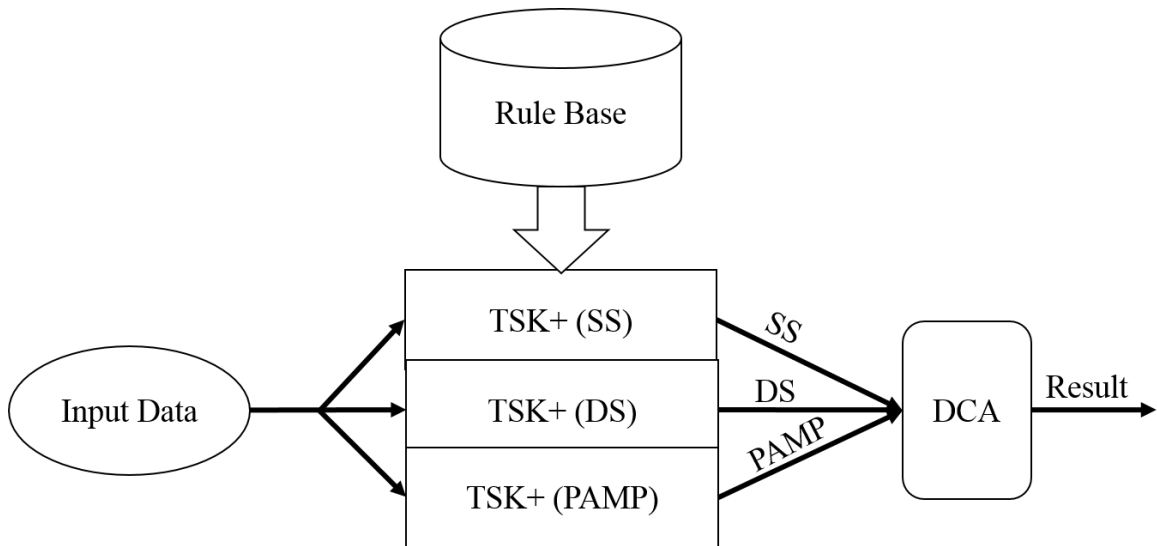 Rule Base
TSK+ (SS)
SS
Input Data
TSK+ (DS)
DS
DCA
Result
PAMP
TSK+ (PAMP)